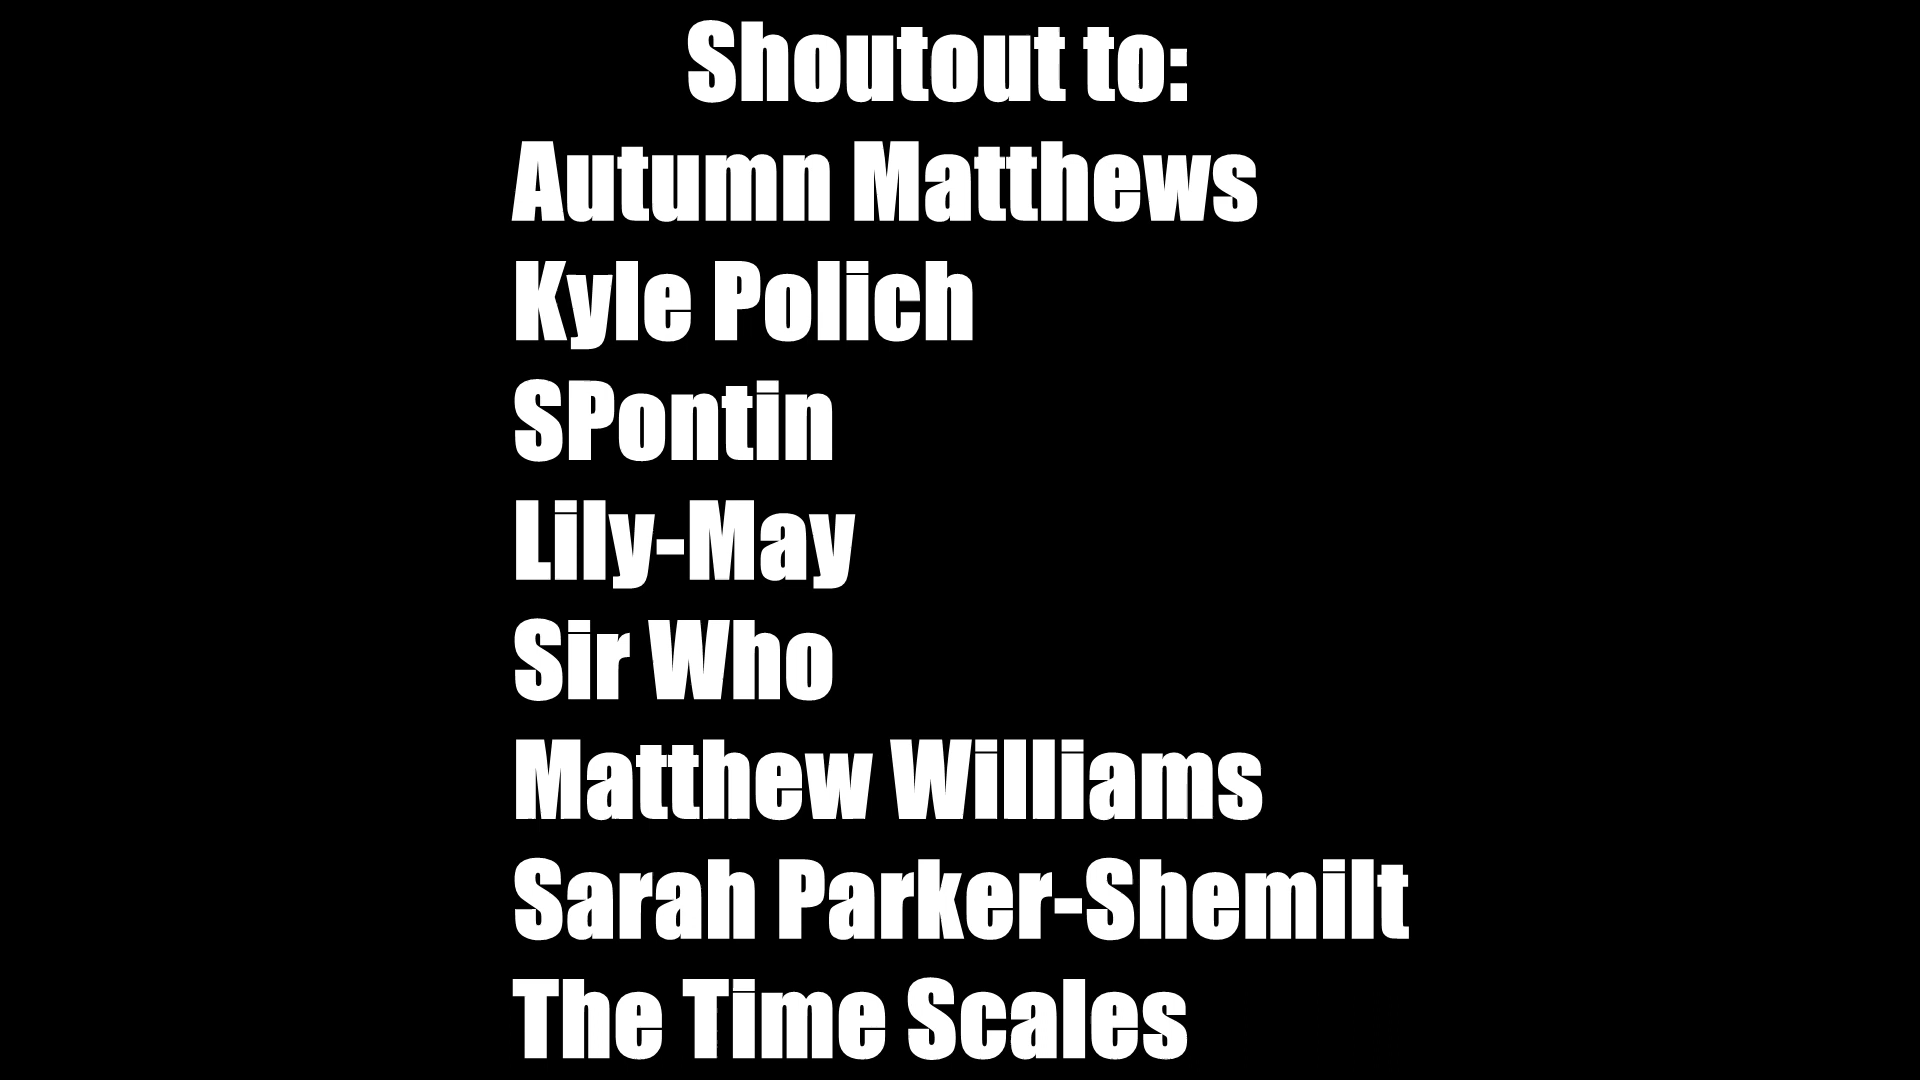 Shoutout to:
Autumn Matthews
Kyle Polich
SPontin
Lily-May
Sir Who
Matthew Williams
Sarah Parker-Shemilt
The Time Scales